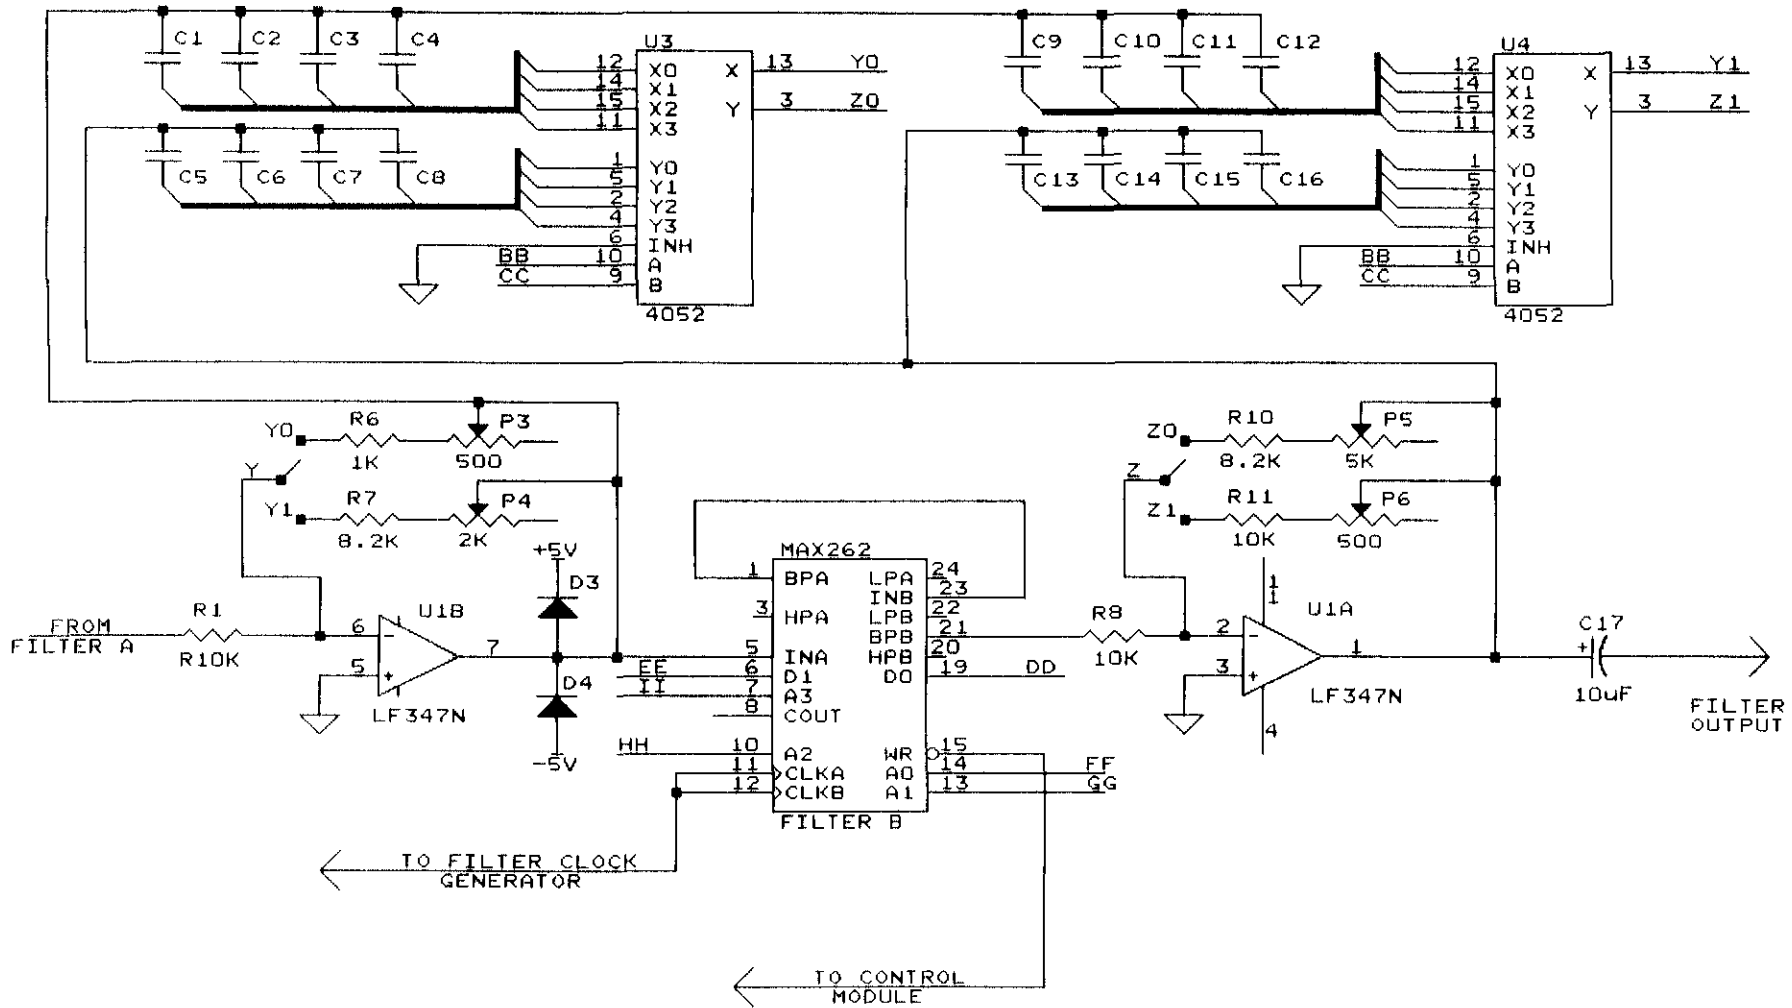 C1 C2 C3 C4
U3
12 X0 X 13 Y0
14 X1
15 X2 Y 3 Z0
11 X3
C5 C6 C7 C8
1 Y0
5 Y1
2 Y2
4 Y3
6 INH
BB 10 A
CC 9 B
4052
C9 C10 C11 C12
U4
12 X0 X 13 Y1
14 X1
15 X2 Y 3 Z1
11 X3
C13 C14 C15 C16
1 Y0
5 Y1
2 Y2
4 Y3
6 INH
BB 10 A
CC 9 B
4052
Y0 R6 P3
1K 500
Y
Y1 R7 P4
8.2K 2K
+5V
D3
FROM
FILTER A
R1
R10K
U1B
6 -
5 +
7
LF347N
D4
-5V
MAX262
1 BPA LPA 24
INB 23
3 HPA LPB 22
BPB 21
HPB 20
5 INA
EE 6 D1 D0 19 DD
II 7 A3
8 COUT
HH 10 A2 WR 15
11 CLKA A0 14 FF
12 CLKB A1 13 GG
FILTER B
Z0 R10 P5
8.2K 5K
Z
Z1 R11 P6
10K 500
R8
10K
11
U1A
2 -
3 +
1
LF347N
4
C17
+
10uF
FILTER
OUTPUT
TO FILTER CLOCK
GENERATOR
TO CONTROL
MODULE